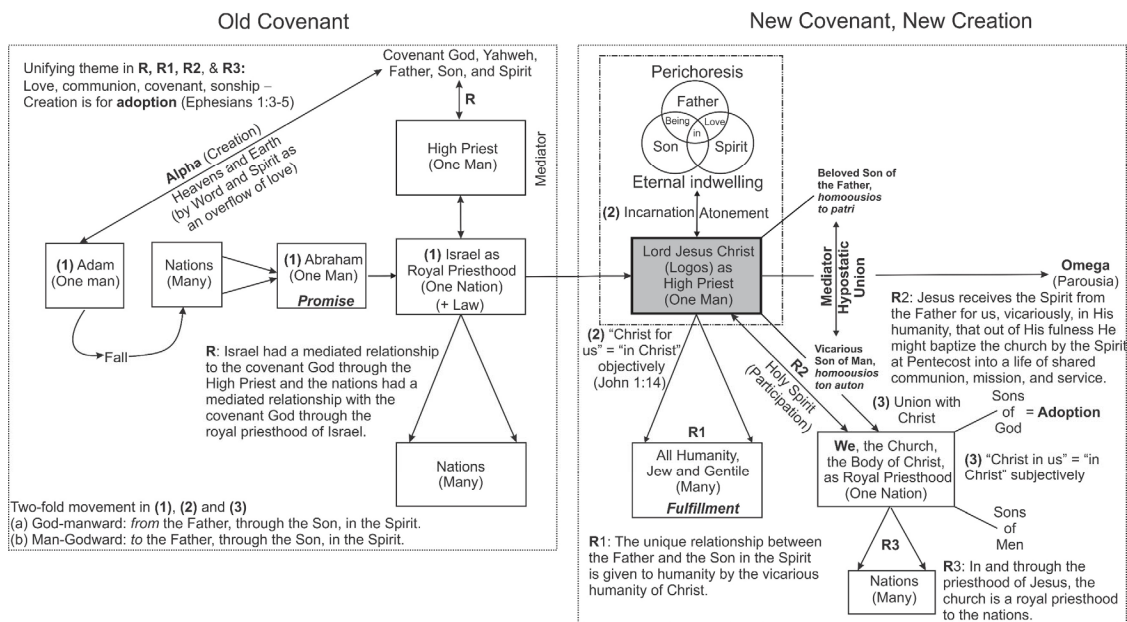 Old Covenant
Unifying theme in R, R1, R2, & R3:
Love, communion, covenant, sonship –
Creation is for adoption (Ephesians 1:3-5)
Covenant God, Yahweh,
Father, Son, and Spirit
R
Alpha (Creation)
Heavens and Earth
(by Word and Spirit as
an overflow of love)
High Priest
(One Man)
Mediator
(1) Adam
(One man)
Nations
(Many)
(1) Abraham
(One Man)
Promise
(1) Israel as
Royal Priesthood
(One Nation)
(+ Law)
Fall
R: Israel had a mediated relationship
to the covenant God through the
High Priest and the nations had a
mediated relationship with the
covenant God through the
royal priesthood of Israel.
Nations
(Many)
Two-fold movement in (1), (2) and (3)
(a) God-manward: from the Father, through the Son, in the Spirit.
(b) Man-Godward: to the Father, through the Son, in the Spirit.
New Covenant, New Creation
Perichoresis
Father
Being
Love
in
Son
Spirit
Eternal indwelling
(2) Incarnation
Atonement
Lord Jesus Christ
(Logos) as
High Priest
(One Man)
Beloved Son of
the Father,
homoousios
to patri
Mediator
Hypostatic
Union
Vicarious
Son of Man,
homoousios
ton auton
Omega
(Parousia)
R2: Jesus receives the Spirit from
the Father for us, vicariously, in His
humanity, that out of His fulness He
might baptize the church by the Spirit
at Pentecost into a life of shared
communion, mission, and service.
(2) “Christ for
us” = “in Christ”
objectively
(John 1:14)
R2
Holy Spirit
(Participation)
(3) Union with
Christ
R1
All Humanity,
Jew and Gentile
(Many)
Fulfillment
We, the Church,
the Body of Christ,
as Royal Priesthood
(One Nation)
Sons
of
God
= Adoption
(3) “Christ in us” = “in
Christ” subjectively
Sons
of
Men
R1: The unique relationship between
the Father and the Son in the Spirit
is given to humanity by the vicarious
humanity of Christ.
R3
Nations
(Many)
R3: In and through the
priesthood of Jesus, the
church is a royal priesthood
to the nations.